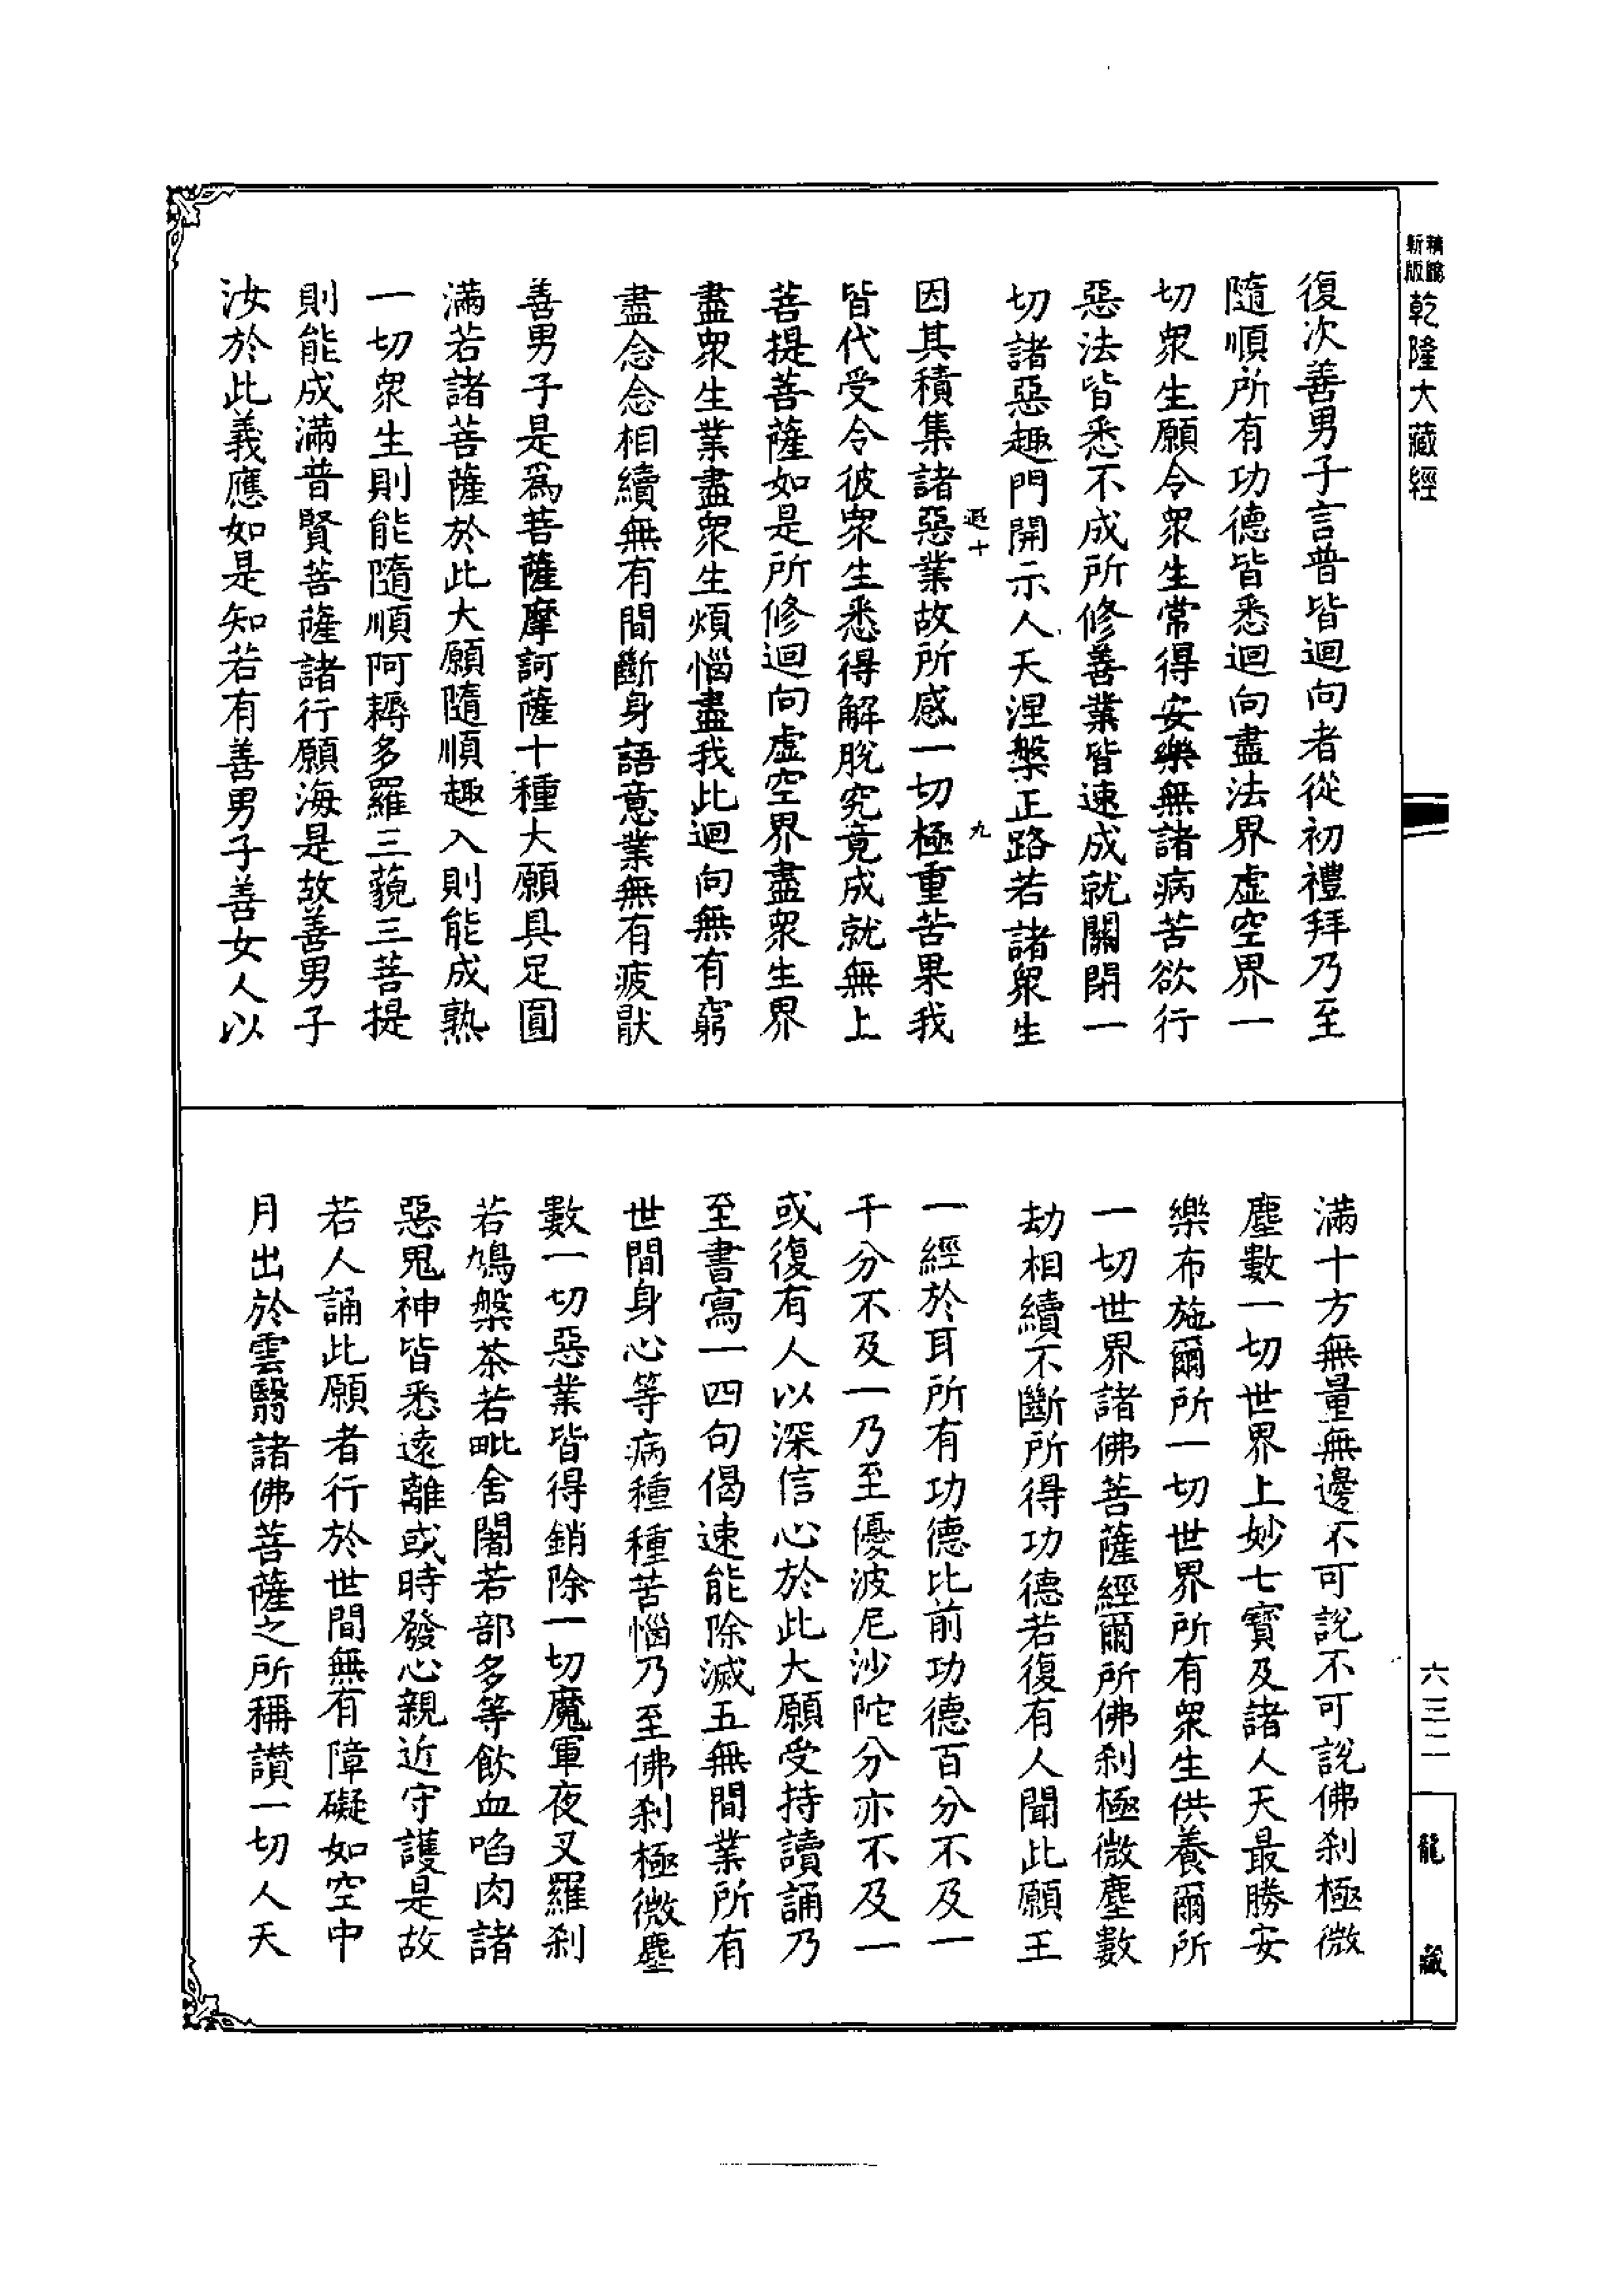 新版
精縮
乾隆大藏經
復次善男子言普皆迴向者從初禮拜乃至
隨順所有功德皆悉迴向盡法界虛空界一
切衆生願令衆生常得安樂無諸病苦欲行
惡法皆悉不成所修善業皆速成就關閉一
切諸惡趣門開示人天涅槃正路若諸衆生
十
九
因其積集諸惡業故所感一切極重苦果我
皆代受令彼衆生悉得解脫究竟成就無上
菩提菩薩如是所修迴向虛空界盡衆生界
盡衆生業盡衆生煩惱盡我此迴向無有窮
盡念念相續無有間斷身語意業無有疲厭
善男子是為菩薩摩訶薩十種大願具足圓
滿若諸菩薩於此大願隨順趣入則能成熟
一切衆生則能隨順阿耨多羅三藐三菩提
則能成滿普賢菩薩諸行願海是故善男子
汝於此義應如是知若有善男子善女人以
滿十方無量無邊不可說不可說佛刹極微
塵數一切世界上妙七寶及諸人天最勝安
樂布施爾所一切世界所有衆生供養爾所
一切世界諸佛菩薩經爾所佛刹極微塵數
劫相續不斷所得功德若復有人聞此願王
一經於耳所有功德比前功德百分不及一
千分不及一乃至優波尼沙陀分亦不及一
或復有人以深信心於此大願受持讀誦乃
至書寫一四句偈速能除滅五無間業所有
世間身心等病種種苦惱乃至佛刹極微塵
數一切惡業皆得銷除一切魔軍夜叉羅刹
若鳩槃茶若毗舍闍若部多等飲血啗肉諸
惡鬼神皆悉遠離或時發心親近守護是故
若人誦此願者行於世間無有障礙如空中
月出於雲翳諸佛菩薩之所稱讚一切人天
六三二
龍藏